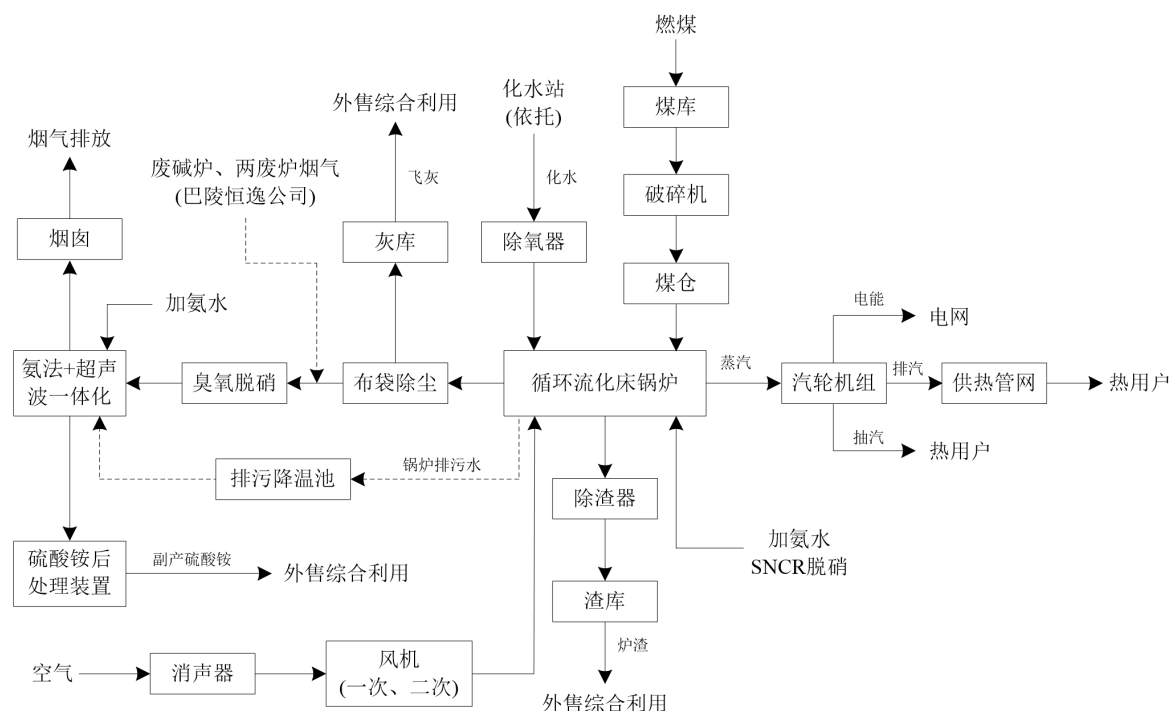 燃煤
煤库
破碎机
煤仓
化水站
(依托)
化水
除氧器
外售综合利用
飞灰
灰库
废碱炉、两废炉烟气
(巴陵恒逸公司)
烟气排放
烟囱
加氨水
氨法+超声
波一体化
臭氧脱硝
布袋除尘
循环流化床锅炉
蒸汽
汽轮机组
电能
电网
排汽
供热管网
热用户
抽汽
热用户
排污降温池
锅炉排污水
除渣器
加氨水
SNCR脱硝
硫酸铵后
处理装置
副产硫酸铵
外售综合利用
渣库
炉渣
外售综合利用
空气
消声器
风机
(一次、二次)